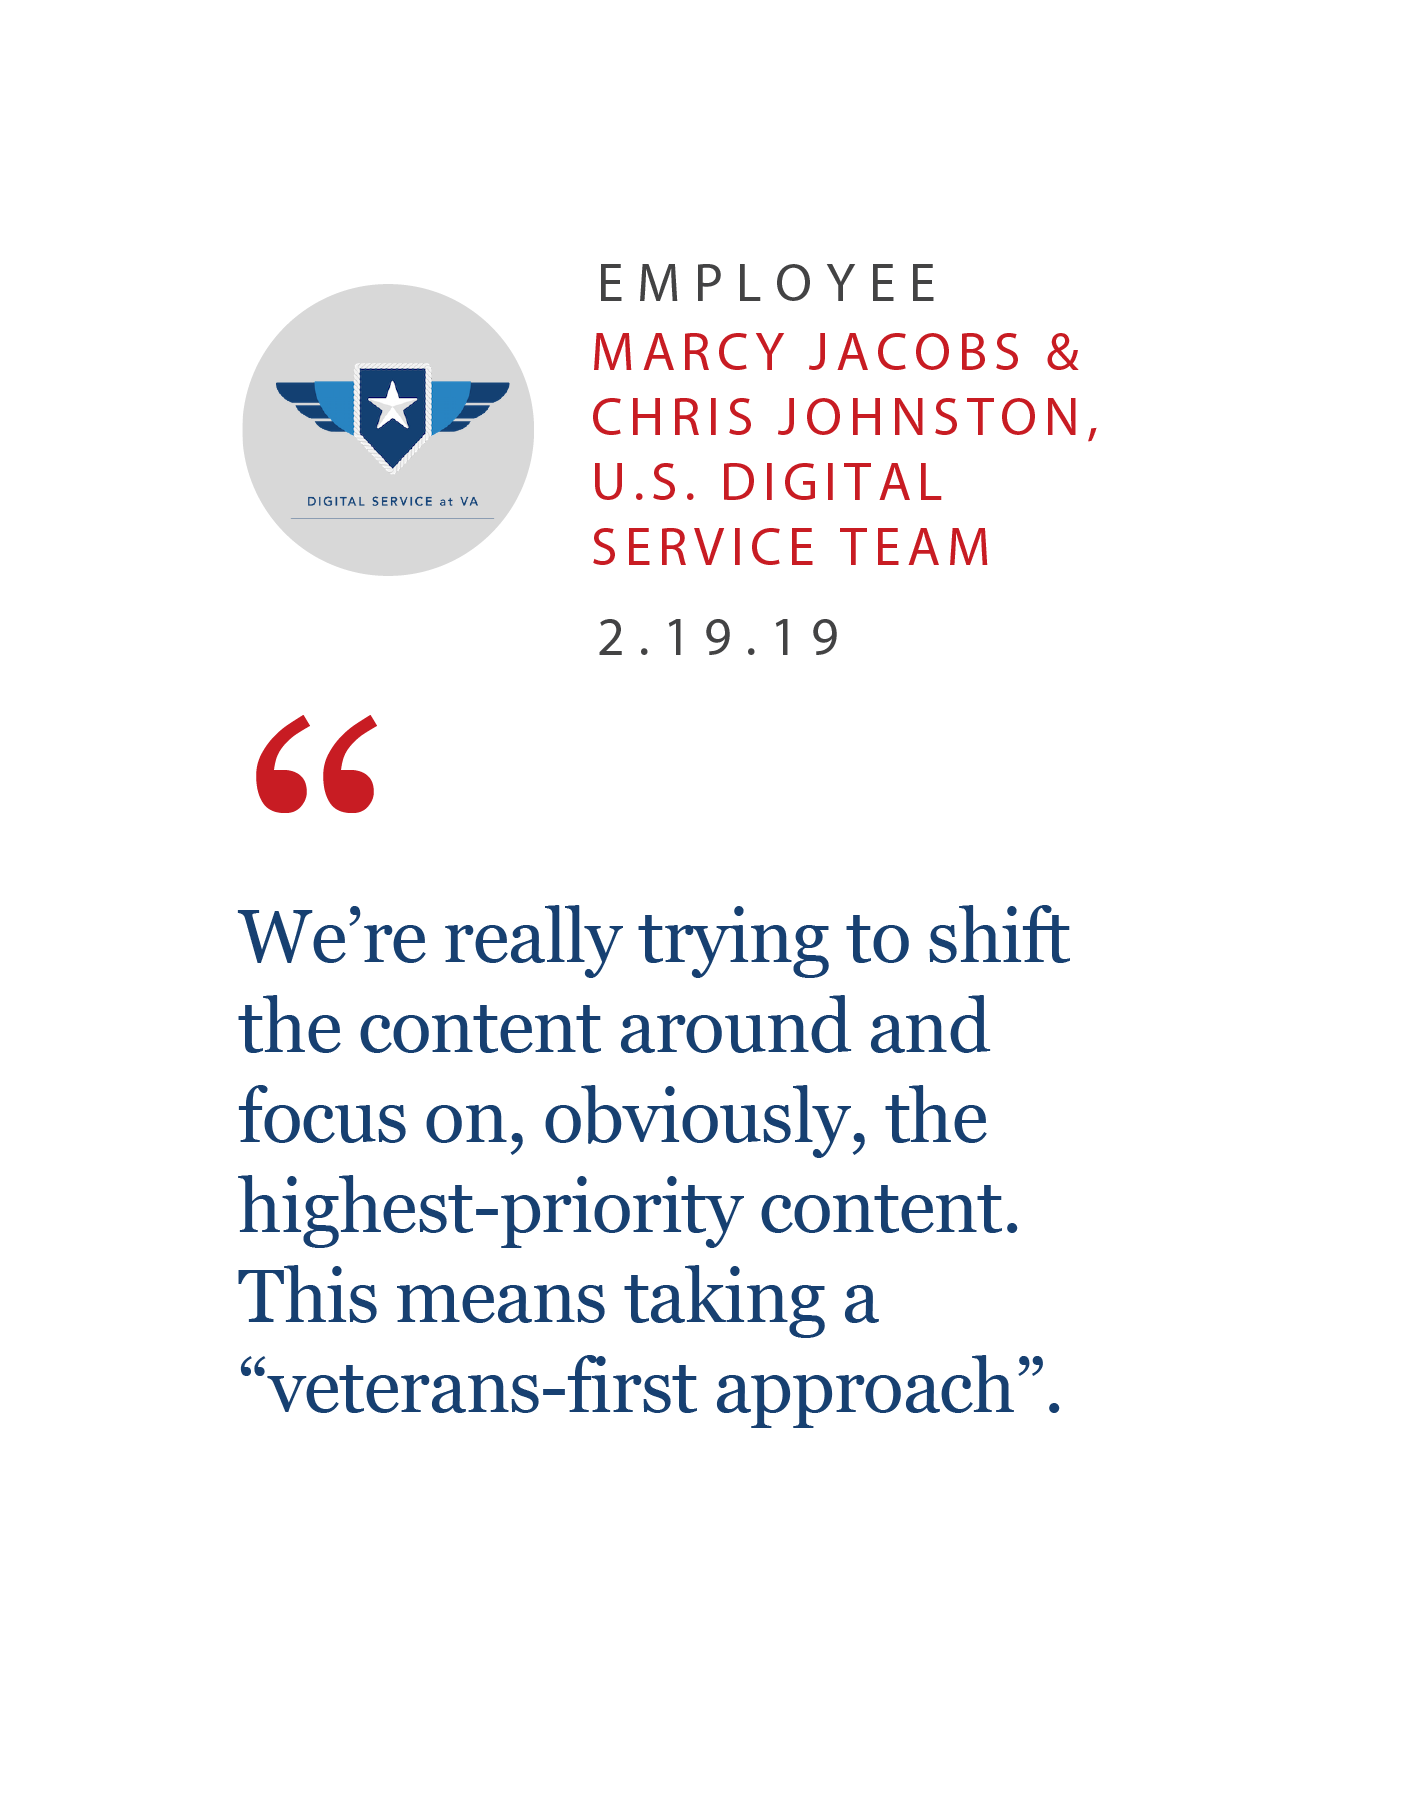 EMPLOYEE
MARCY JACOBS &
CHRIS JOHNSTON,
U.S. DIGITAL
SERVICE TEAM
2.19.19
DIGITAL SERVICE at VA
“
We’re really trying to shift
the content around and
focus on, obviously, the
highest-priority content.
This means taking a
“veterans-first approach”.